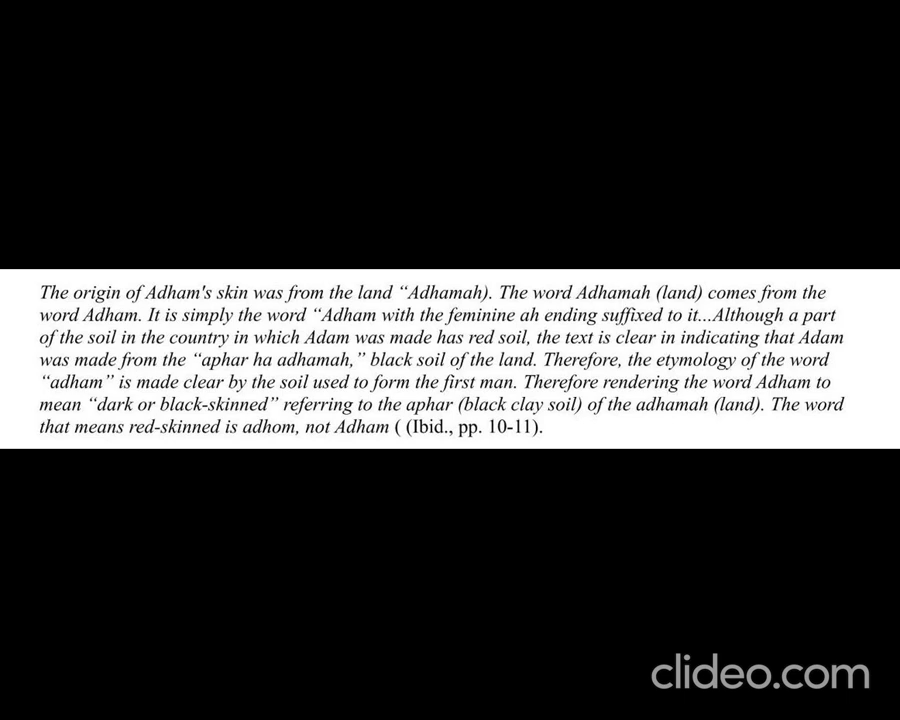 The origin of Adham's skin was from the land “Adhamah). The word Adhamah (land) comes from the
word Adham. It is simply the word “Adham with the feminine ah ending suffixed to it...Although a part
of the soil in the country in which Adam was made has red soil, the text is clear in indicating that Adam
was made from the “aphar ha adhamah,” black soil of the land. Therefore, the etymology of the word
“adham” is made clear by the soil used to form the first man. Therefore rendering the word Adham to
mean “dark or black-skinned” referring to the aphar (black clay soil) of the adhamah (land). The word
that means red-skinned is adhom, not Adham ( (Ibid., pp. 10-11).
clideo.com